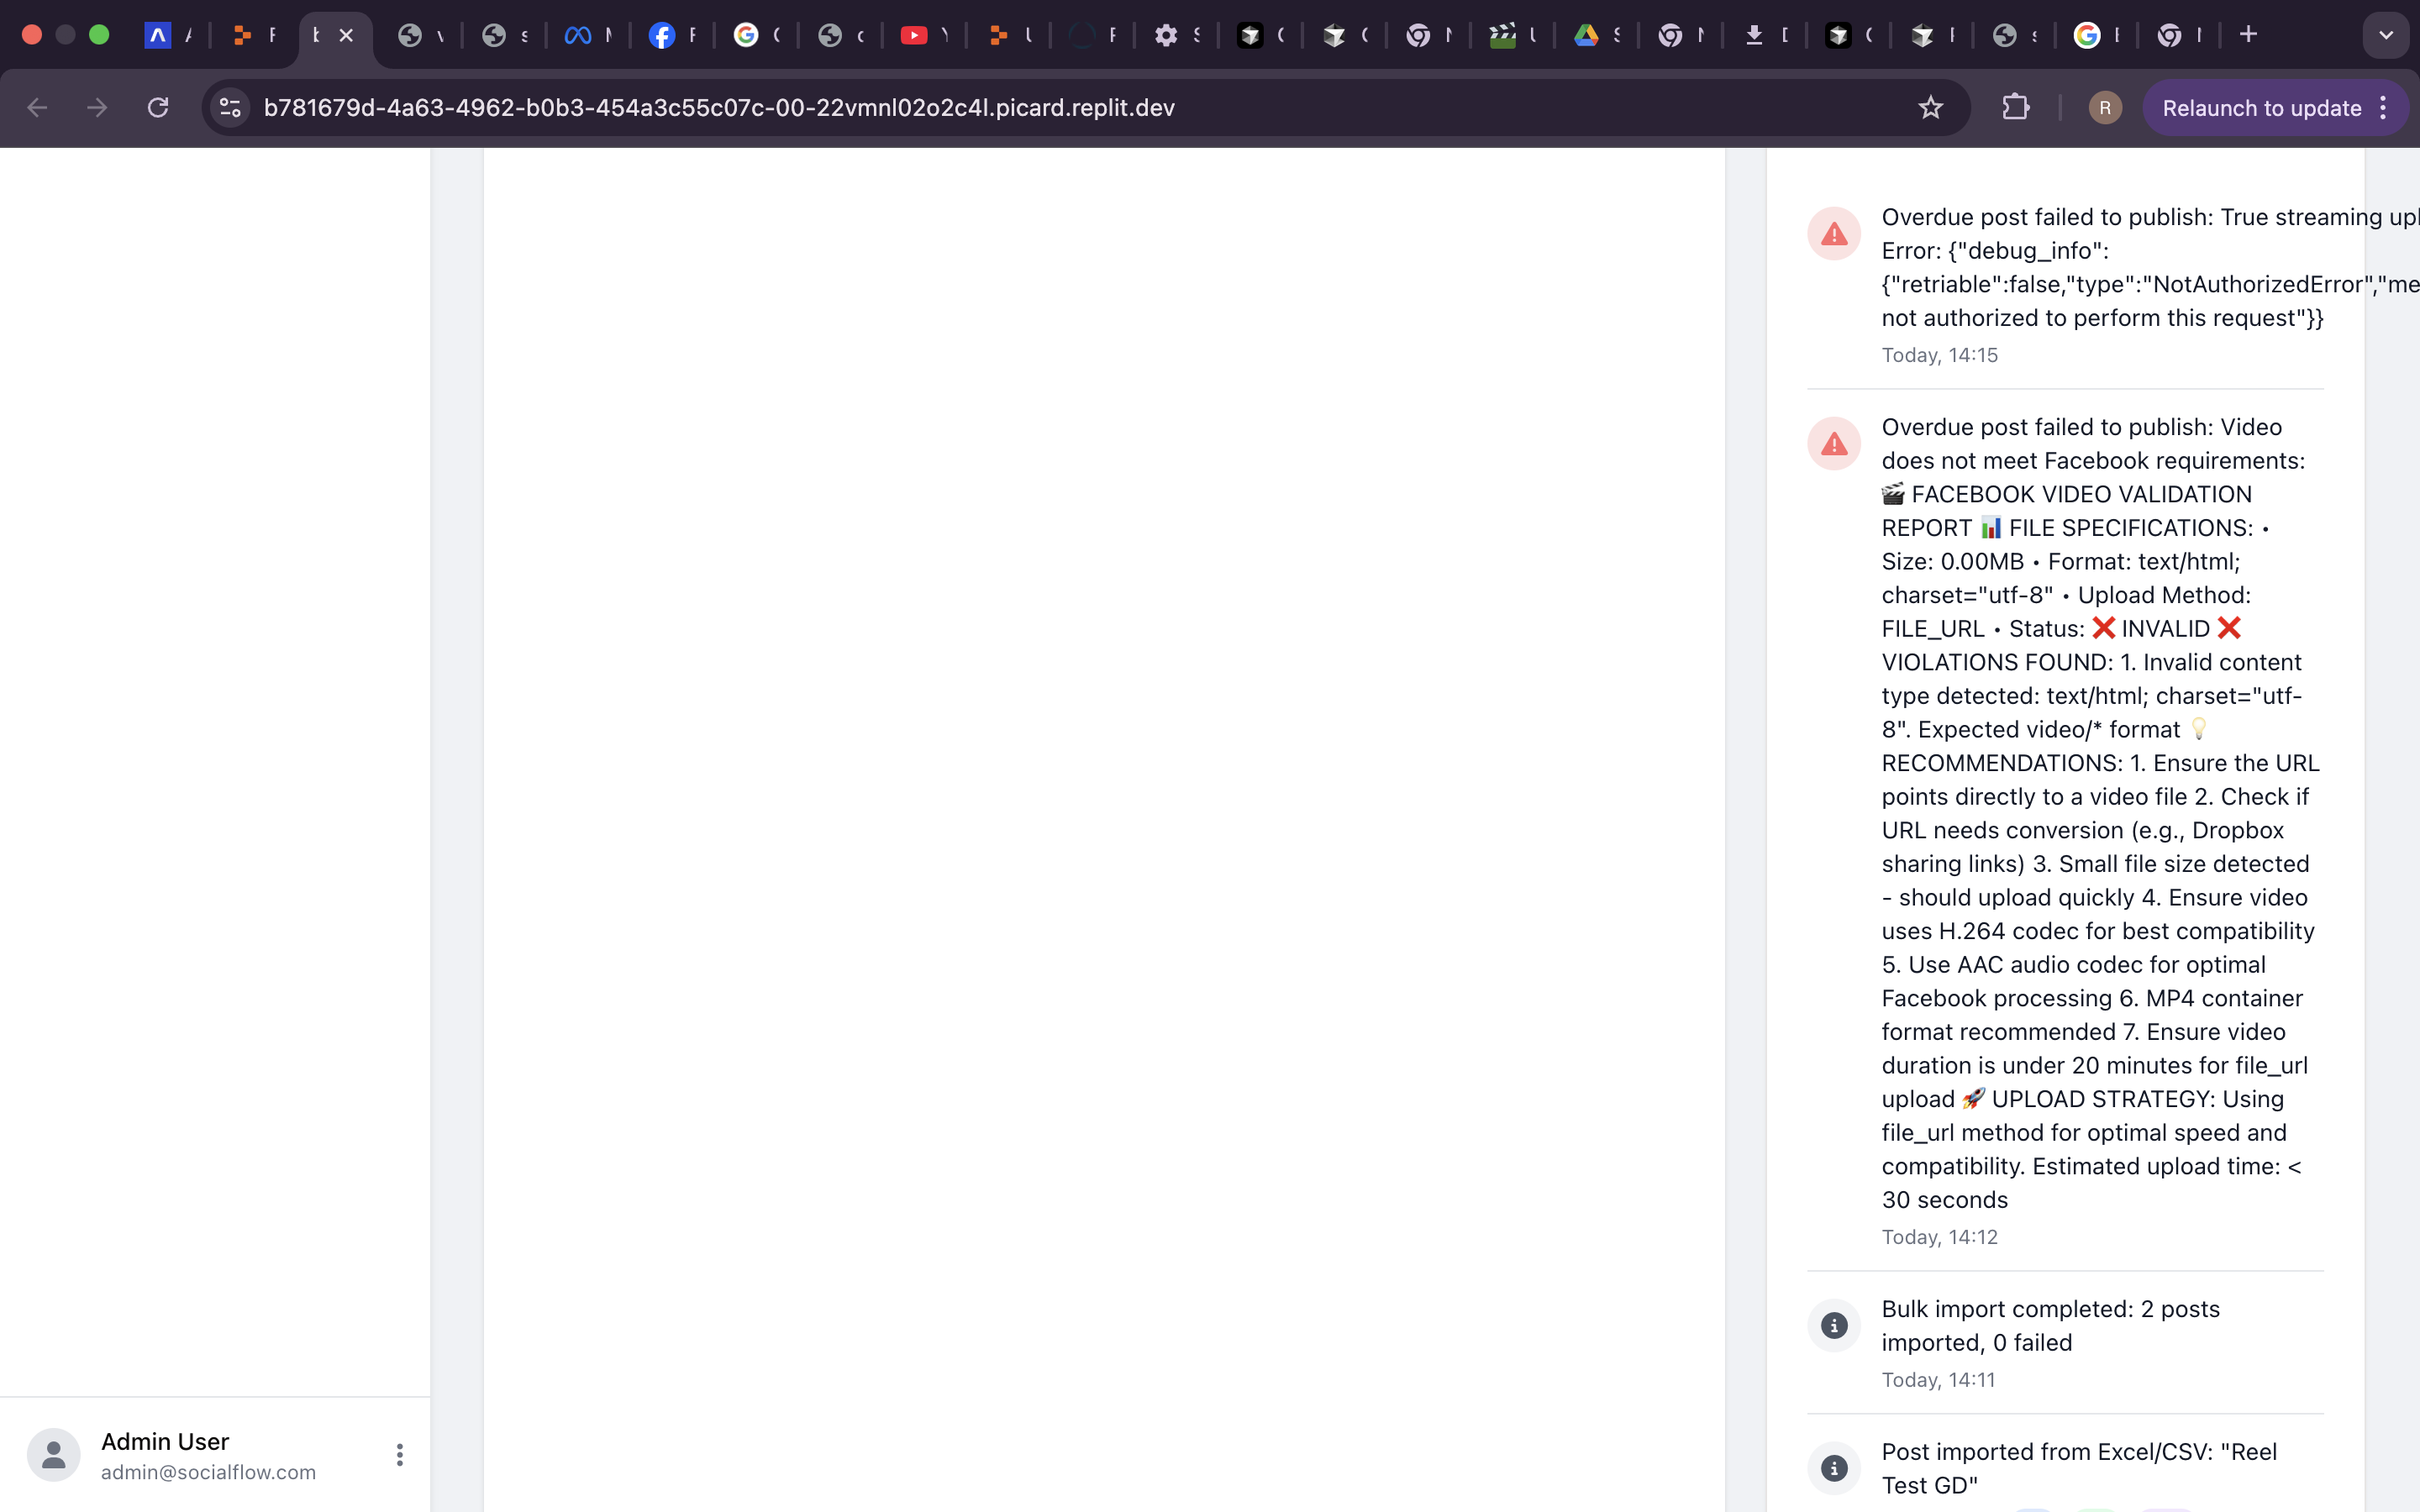 b781679d-4a63-4962-b0b3-454a3c55c07c-00-22vmnl02o2c4l.picard.replit.dev
R
Relaunch to update
Overdue post failed to publish: True streaming upl
Error: {"debug_info":
{"retriable":false,"type":"NotAuthorizedError","me
not authorized to perform this request"}}
Today, 14:15
Overdue post failed to publish: Video
does not meet Facebook requirements:
🎬 FACEBOOK VIDEO VALIDATION
REPORT 📊 FILE SPECIFICATIONS: •
Size: 0.00MB • Format: text/html;
charset="utf-8" • Upload Method:
FILE_URL • Status: ❌ INVALID ❌
VIOLATIONS FOUND: 1. Invalid content
type detected: text/html; charset="utf-
8". Expected video/* format 💡
RECOMMENDATIONS: 1. Ensure the URL
points directly to a video file 2. Check if
URL needs conversion (e.g., Dropbox
sharing links) 3. Small file size detected
- should upload quickly 4. Ensure video
uses H.264 codec for best compatibility
5. Use AAC audio codec for optimal
Facebook processing 6. MP4 container
format recommended 7. Ensure video
duration is under 20 minutes for file_url
upload 🚀 UPLOAD STRATEGY: Using
file_url method for optimal speed and
compatibility. Estimated upload time: <
30 seconds
Today, 14:12
Bulk import completed: 2 posts
imported, 0 failed
Today, 14:11
Post imported from Excel/CSV: "Reel
Test GD"
Admin User
admin@socialflow.com